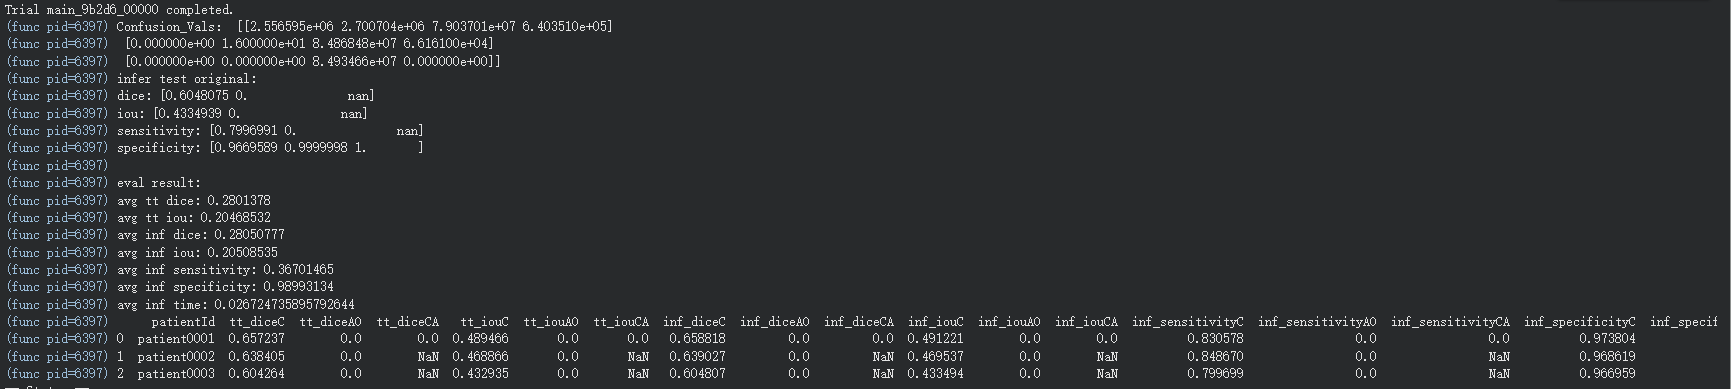 Trial main_9b2d6_00000 completed.
(func pid=6397) Confusion_Vals:  [[2.556595e+06 2.700704e+06 7.903701e+07 6.403510e+05]
(func pid=6397)  [0.000000e+00 1.600000e+01 8.486848e+07 6.616100e+04]
(func pid=6397)  [0.000000e+00 0.000000e+00 8.493466e+07 0.000000e+00]]
(func pid=6397) infer test original:
(func pid=6397) dice: [0.6048075 0.              nan]
(func pid=6397) iou: [0.4334939 0.              nan]
(func pid=6397) sensitivity: [0.7996991 0.              nan]
(func pid=6397) specificity: [0.9669589 0.9999998 1.       ]
(func pid=6397)
(func pid=6397) eval result:
(func pid=6397) avg tt dice: 0.2801378
(func pid=6397) avg tt iou: 0.20468532
(func pid=6397) avg inf dice: 0.28050777
(func pid=6397) avg inf iou: 0.20508535
(func pid=6397) avg inf sensitivity: 0.36701465
(func pid=6397) avg inf specificity: 0.98993134
(func pid=6397) avg inf time: 0.026724735895792644
(func pid=6397)     patientId  tt_diceC  tt_diceAO  tt_diceCA   tt_iouC  tt_iouAO  tt_iouCA  inf_diceC  inf_diceAO  inf_diceCA  inf_iouC  inf_iouAO  inf_iouCA  inf_sensitivityC  inf_sensitivityAO  inf_sensitivityCA  inf_specificityC  inf_specif
(func pid=6397) 0  patient0001  0.657237        0.0        0.0  0.489466       0.0       0.0   0.658818         0.0         0.0  0.491221        0.0        0.0          0.830578                0.0                0.0          0.973804
(func pid=6397) 1  patient0002  0.638405        0.0        NaN  0.468866       0.0       NaN   0.639027         0.0         NaN  0.469537        0.0        NaN          0.848670                0.0                NaN          0.968619
(func pid=6397) 2  patient0003  0.604264        0.0        NaN  0.432935       0.0       NaN   0.604807         0.0         NaN  0.433494        0.0        NaN          0.799699                0.0                NaN          0.966959